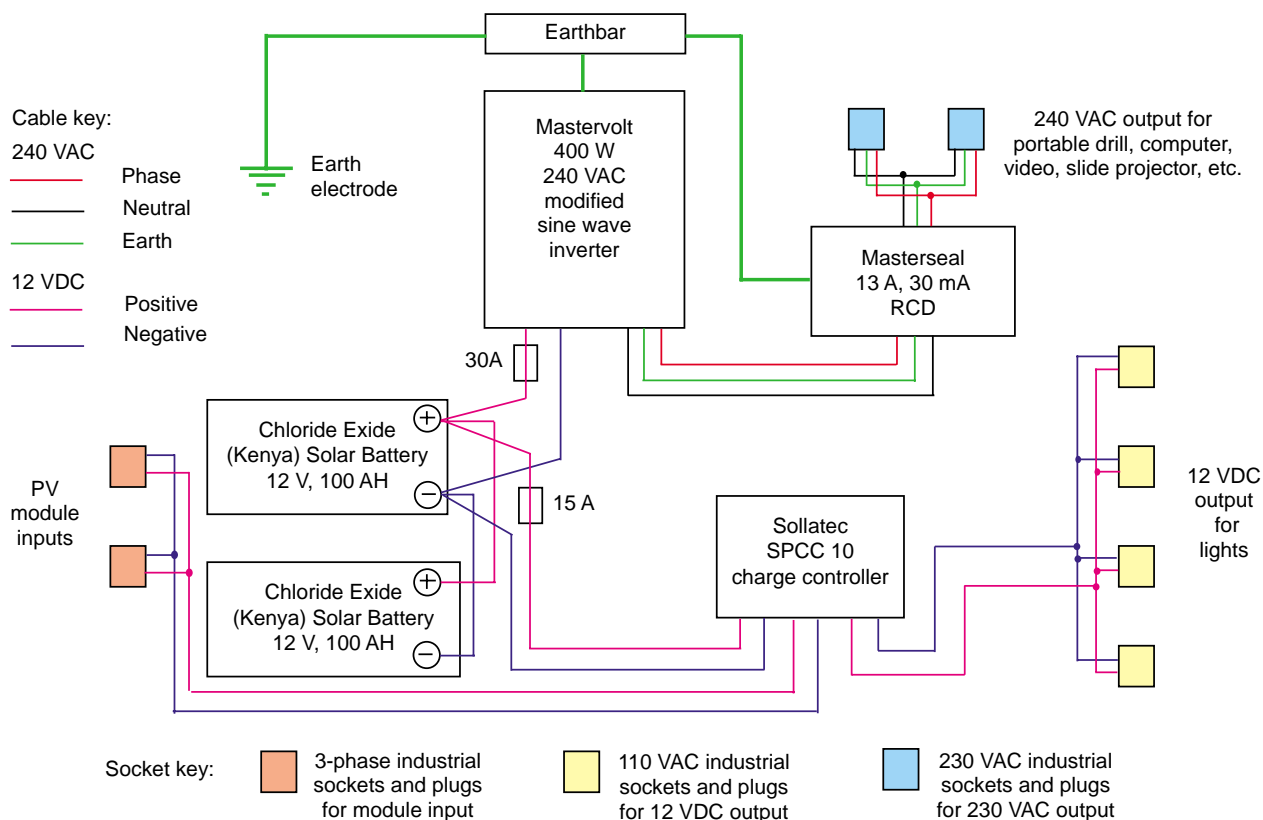 Earthbar
Cable key:
240 VAC
Phase
Neutral
Earth
12 VDC
Positive
Negative
Earth
electrode
Mastervolt
400 W
240 VAC
modified
sine wave
inverter
240 VAC output for
portable drill, computer,
video, slide projector, etc.
Masterseal
13 A, 30 mA
RCD
30A
Chloride Exide
(Kenya) Solar Battery
12 V, 100 AH
+
−
15 A
PV
module
inputs
Chloride Exide
(Kenya) Solar Battery
12 V, 100 AH
+
−
Sollatec
SPCC 10
charge controller
12 VDC
output
for
lights
Socket key:
3-phase industrial
sockets and plugs
for module input
110 VAC industrial
sockets and plugs
for 12 VDC output
230 VAC industrial
sockets and plugs
for 230 VAC output